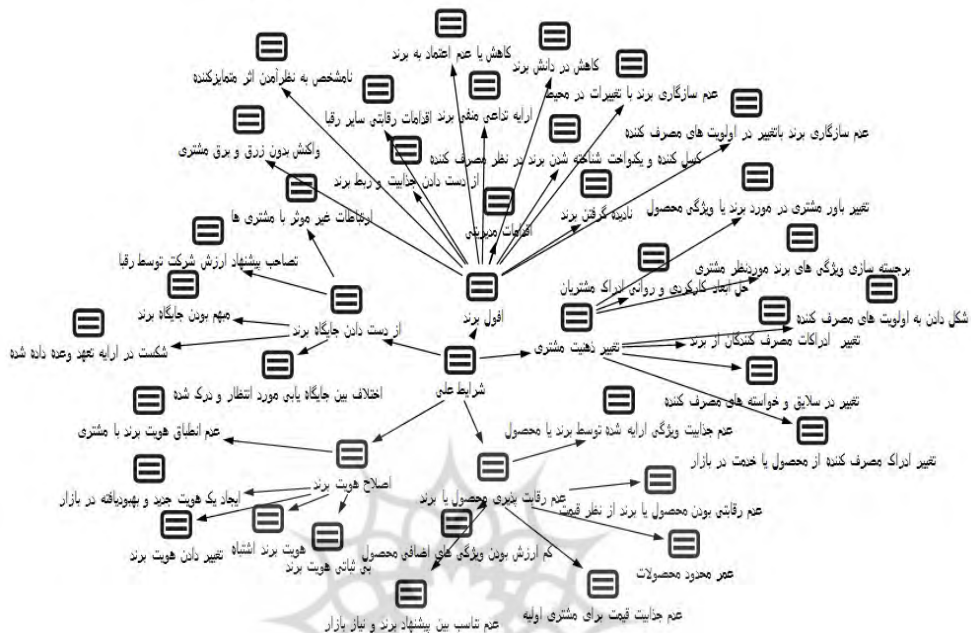 کاهش یا عدم اعتماد به برند
کاهش در دانش برند
نامشخص به نظرآمدن اثر متمایزکننده
عدم سازگاری برند با تغییرات در محیط
اقدامات رقابتی سایر رقبا
ارایه تداعی منفی برند
عدم سازگاری برند باتغییر در اولویت های مصرف کننده
واکنش بدون زرق و برق مشتری
کسل کننده و یکنواخت شناخته شدن برند در نظر مصرف کننده
از دست دادن جذابیت و ربط برند
تغییر باور مشتری در مورد برند یا ویژگی محصول
نادیده گرفتن برند
ارتباطات غیر موثر با مشتری ها
اقدامات مدیریتی
تصاحب پیشنهاد ارزش شرکت توسط رقبا
برجسته سازی ویژگی های برند موردنظر مشتری
حل ابعاد کارکردی و روانی ادراک مشتریان
مبهم بودن جایگاه برند
افول برند
شکل دادن به اولویت های مصرف کننده
از دست دادن جایگاه برند
تغییر ادراکات مصرف کنندگان از برند
تغییر ذهنیت مشتری
شکست در ارایه تعهد وعده داده شده
شرایط علی
اختلاف بین جایگاه یابی مورد انتظار و درک شده
تغییر در سلایق و خواسته های مصرف کننده
عدم انطباق هویت برند با مشتری
عدم جذابیت ویژگی ارایه شده توسط برند یا محصول
تغییر ادراک مصرف کننده از محصول یا خدمت در بازار
اصلاح هویت برند
عدم رقابت پذیری محصول یا برند
ایجاد یک هویت جدید و بهبودیافته در بازار
عدم رقابتی بودن محصول یا برند از نظر قیمت
تغییر دادن هویت برند
هویت برند اشتباه
بی ثباتی هویت برند
کم ارزش بودن ویژگی های اضافی محصول
عمر محدود محصولات
عدم جذابیت قیمت برای مشتری اولیه
عدم تناسب بین پیشنهاد برند و نیاز بازار